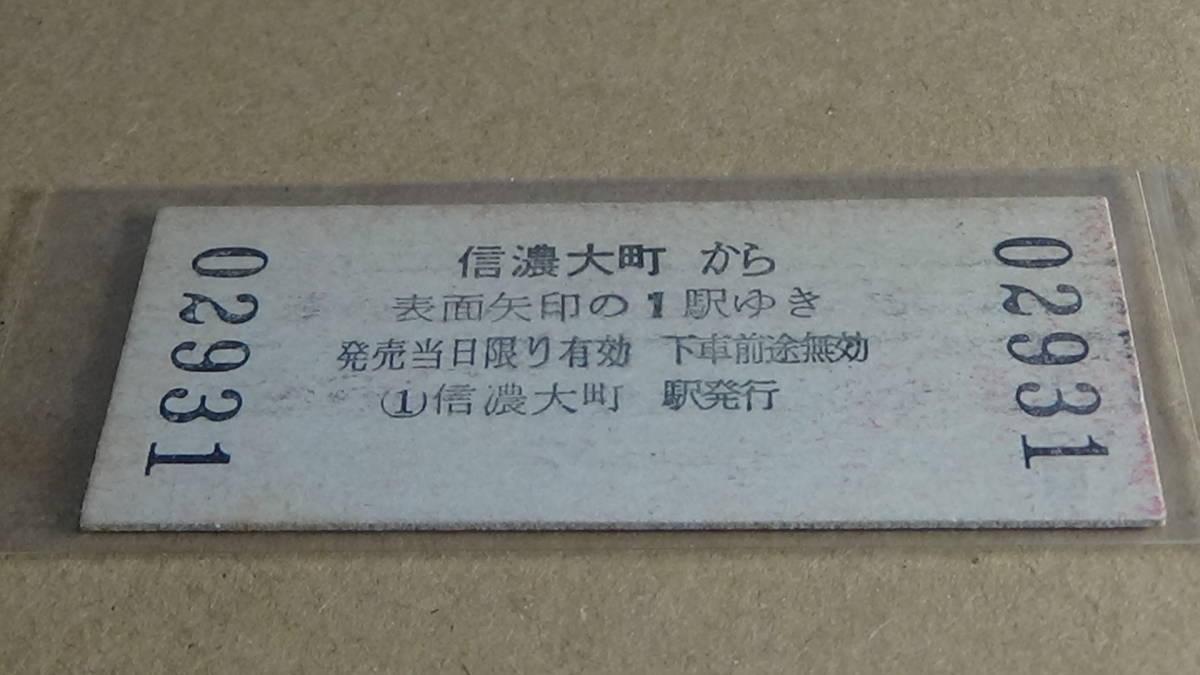 02931
信濃大町 から
表面矢印の1駅ゆき
発売当日限り有効 下車前途無効
①信濃大町 駅発行
02931